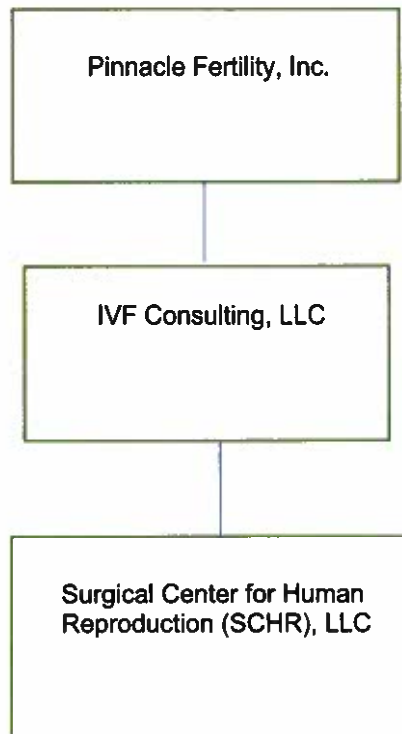 Pinnacle Fertility, Inc.
IVF Consulting, LLC
Surgical Center for Human
Reproduction (SCHR), LLC